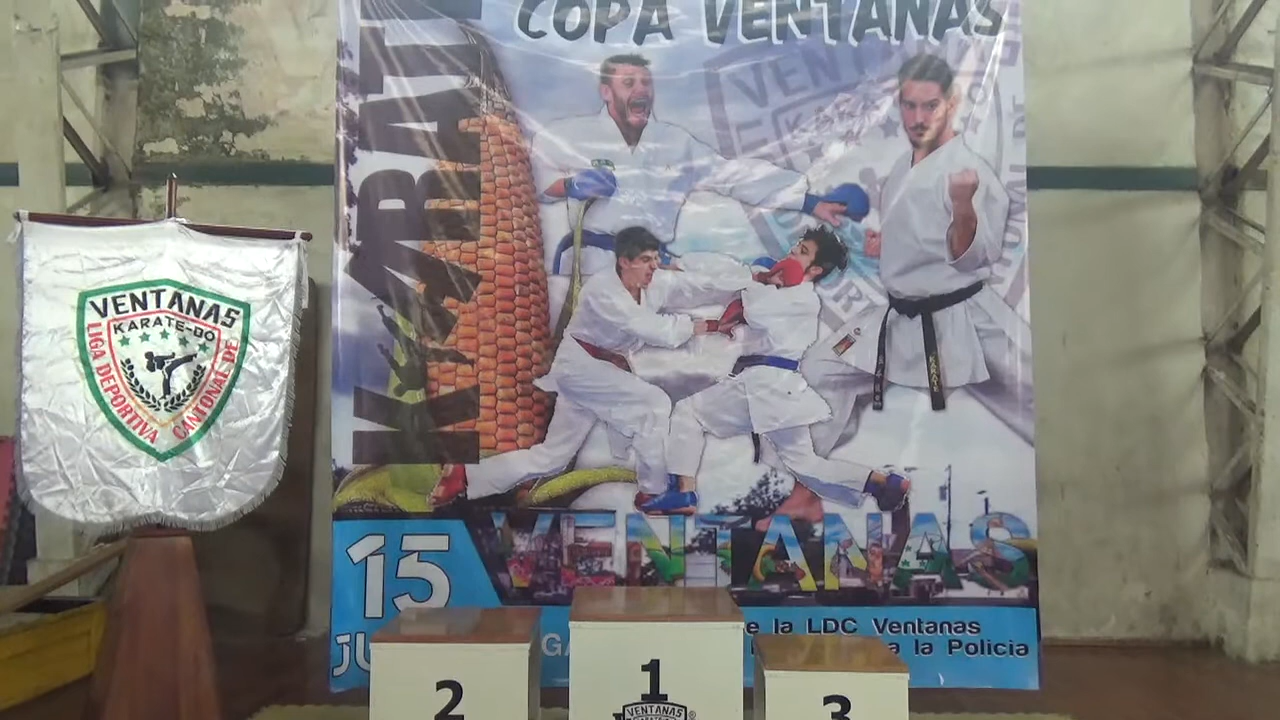 COPA VENTANAS
KARATE
VENTANAS
KARATE-DO
LIGA DEPORTIVA CANTONAL DE
VENTANAS
15
e la LDC Ventanas
a la Policia
1
2
3
VENTANAS